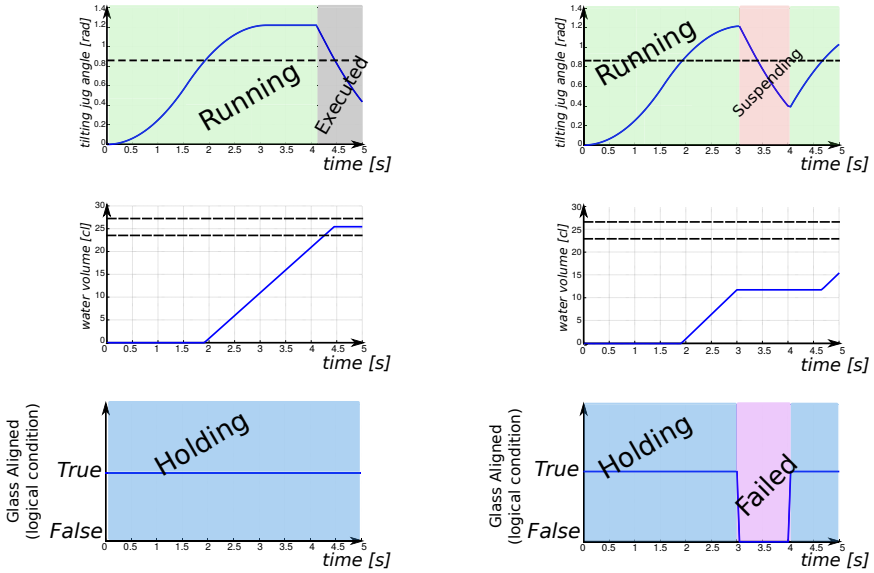 tilting jug angle [rad]
1.4
1.2
1
0.8
0.6
0.4
0.2
0
Running
Executed
0 0.5 1 1.5 2 2.5 3 3.5 4 4.5 5
time [s]
tilting jug angle [rad]
1.4
1.2
1
0.8
0.6
0.4
0.2
0
Running
Suspending
0 0.5 1 1.5 2 2.5 3 3.5 4 4.5 5
time [s]
water volume [cl]
30
25
20
15
10
5
0
0 0.5 1 1.5 2 2.5 3 3.5 4 4.5 5
time [s]
water volume [cl]
30
25
20
15
10
5
0
0 0.5 1 1.5 2 2.5 3 3.5 4 4.5 5
time [s]
Glass Aligned
(logical condition)
True
False
Holding
0 0.5 1 1.5 2 2.5 3 3.5 4 4.5 5
time [s]
Glass Aligned
(logical condition)
True
False
Holding
Failed
0 0.5 1 1.5 2 2.5 3 3.5 4 4.5 5
time [s]